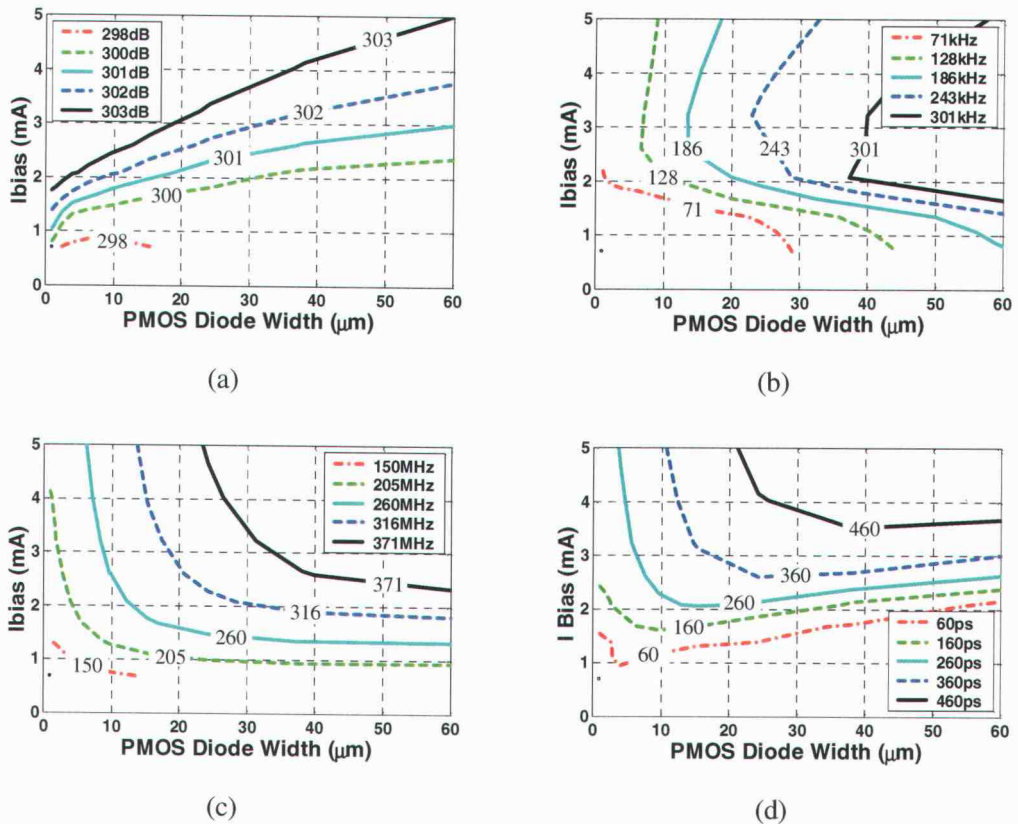 5
4
3
2
1
0
Ibias (mA)
298dB
300dB
301dB
302dB
303dB
303
302
301
300
298
0 10 20 30 40 50 60
PMOS Diode Width (μm)
(a)
5
4
3
2
1
0
Ibias (mA)
71kHz
128kHz
186kHz
243kHz
301kHz
186
243
301
128
71
0 10 20 30 40 50 60
PMOS Diode Width (μm)
(b)
5
4
3
2
1
0
Ibias (mA)
150MHz
205MHz
260MHz
316MHz
371MHz
371
316
260
205
150
0 10 20 30 40 50 60
PMOS Diode Width (μm)
(c)
5
4
3
2
1
0
I Bias (mA)
460
360
260
160
60
60ps
160ps
260ps
360ps
460ps
0 10 20 30 40 50 60
PMOS Diode Width (μm)
(d)